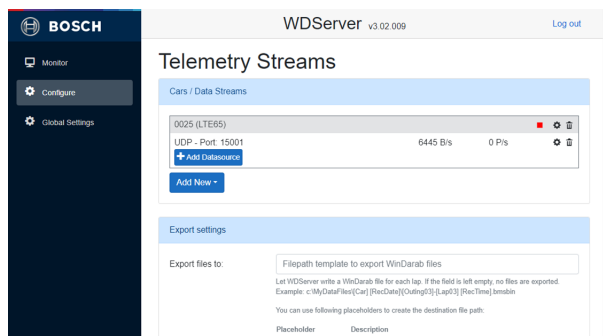 BOSCH
WDServer v3.02.009
Log out
Monitor
Configure
Global Settings
Telemetry Streams
Cars / Data Streams
0025 (LTE65)
UDP - Port: 15001 6445 B/s 0 P/s
Add Datasource
Add New
Export settings
Export files to:
Filepath template to export WinDarab files
Let WDServer write a WinDarab file for each lap. If the field is left empty, no files are exported.
Example: c:\MyDataFiles\[Car] [RecDate]\[Outing03]-[Lap03] [RecTime].bmsbin
You can use following placeholders to create the destination file path:
Placeholder Description